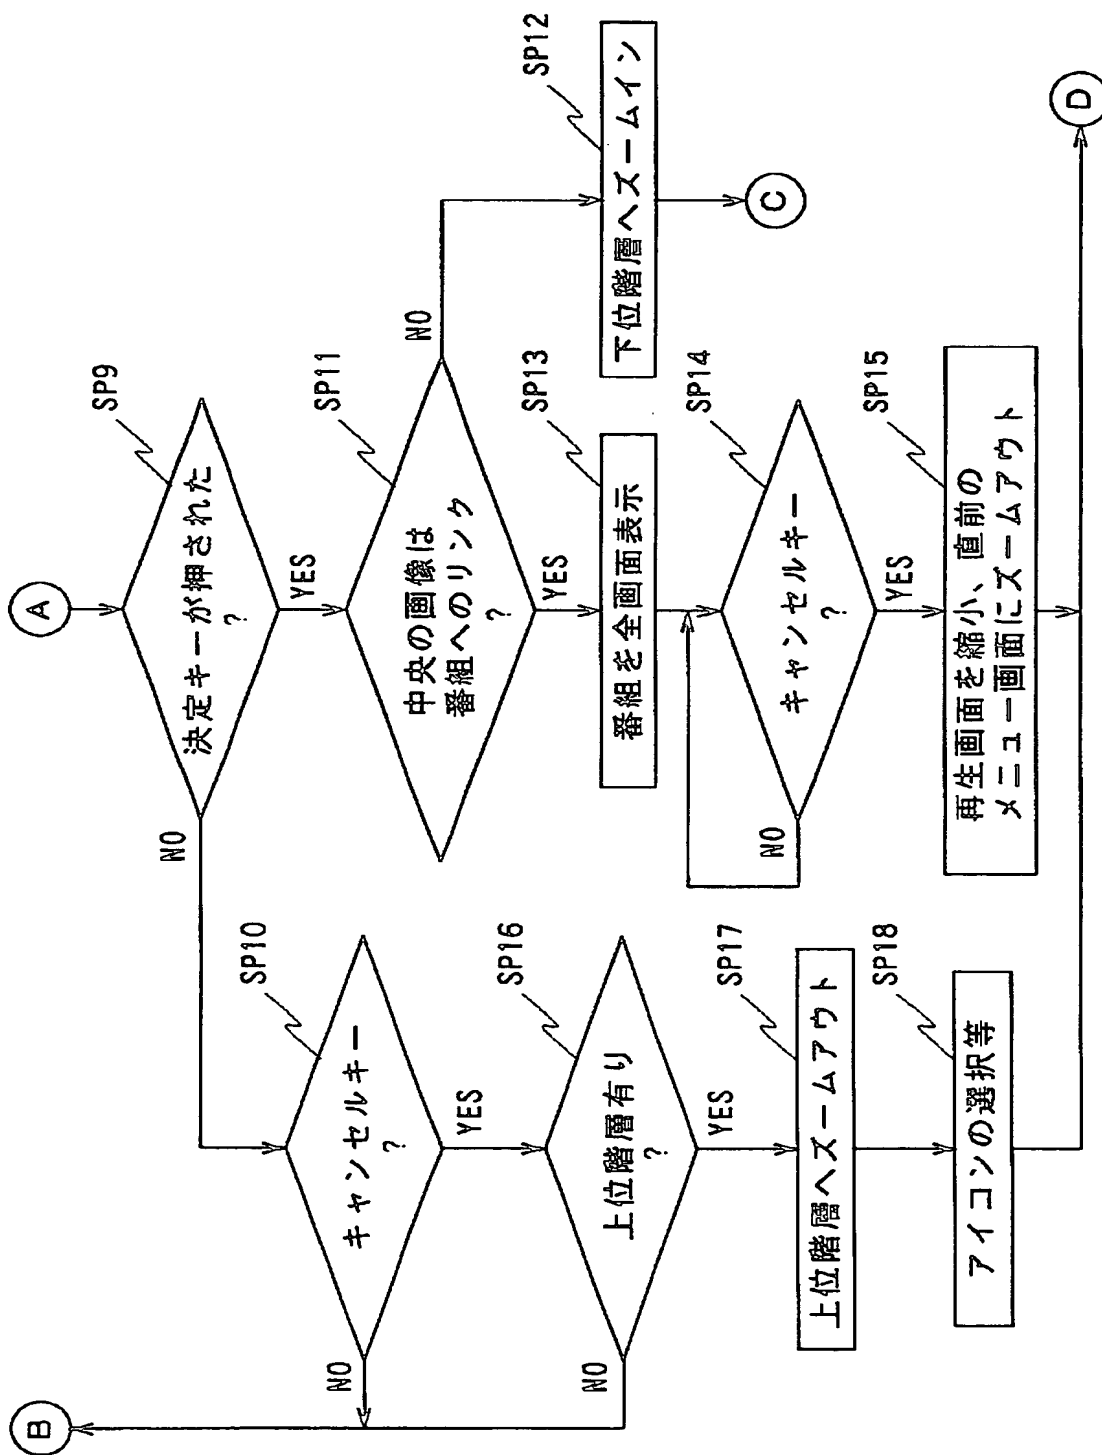 A
SP9
決定キーが押された
?
NO
YES
SP10
キャンセルキー
?
NO
YES
SP11
中央の画像は
番組へのリンク
?
NO
YES
SP12
下位階層へズームイン
C
SP13
番組を全画面表示
SP14
キャンセルキー
?
NO
YES
SP15
再生画面を縮小、直前の
メニュー画面にズームアウト
SP16
上位階層有り
?
NO
YES
SP17
上位階層へズームアウト
SP18
アイコンの選択等
B
D